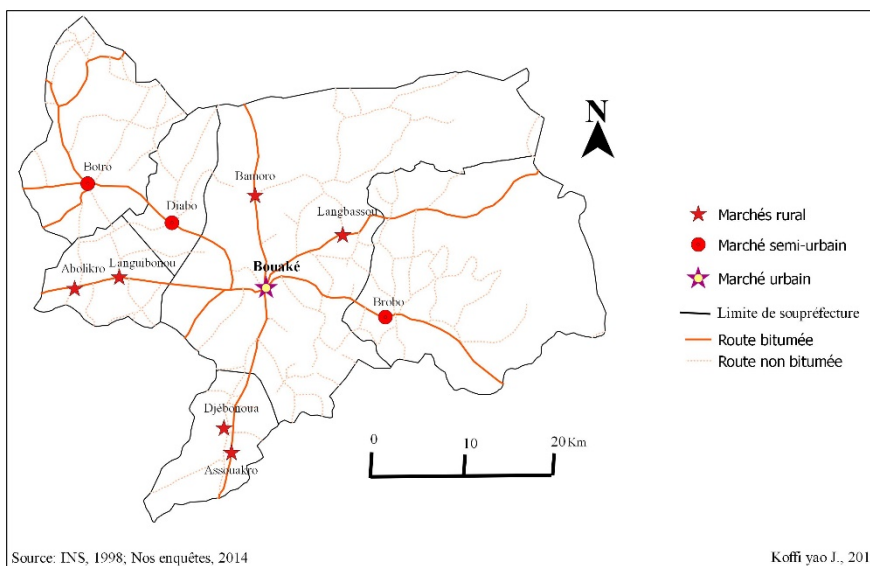 N
Botro
Bamoro
Diabo
Langbassou
Bouaké
Abolikro
Languibonou
Brobo
Djébonoua
Assouakro
0
10
20 Km
Marchés rural
Marché semi-urbain
Marché urbain
Limite de soupréfecture
Route bitumée
Route non bitumée
Source: INS, 1998; Nos enquêtes, 2014
Koffi yao J., 201